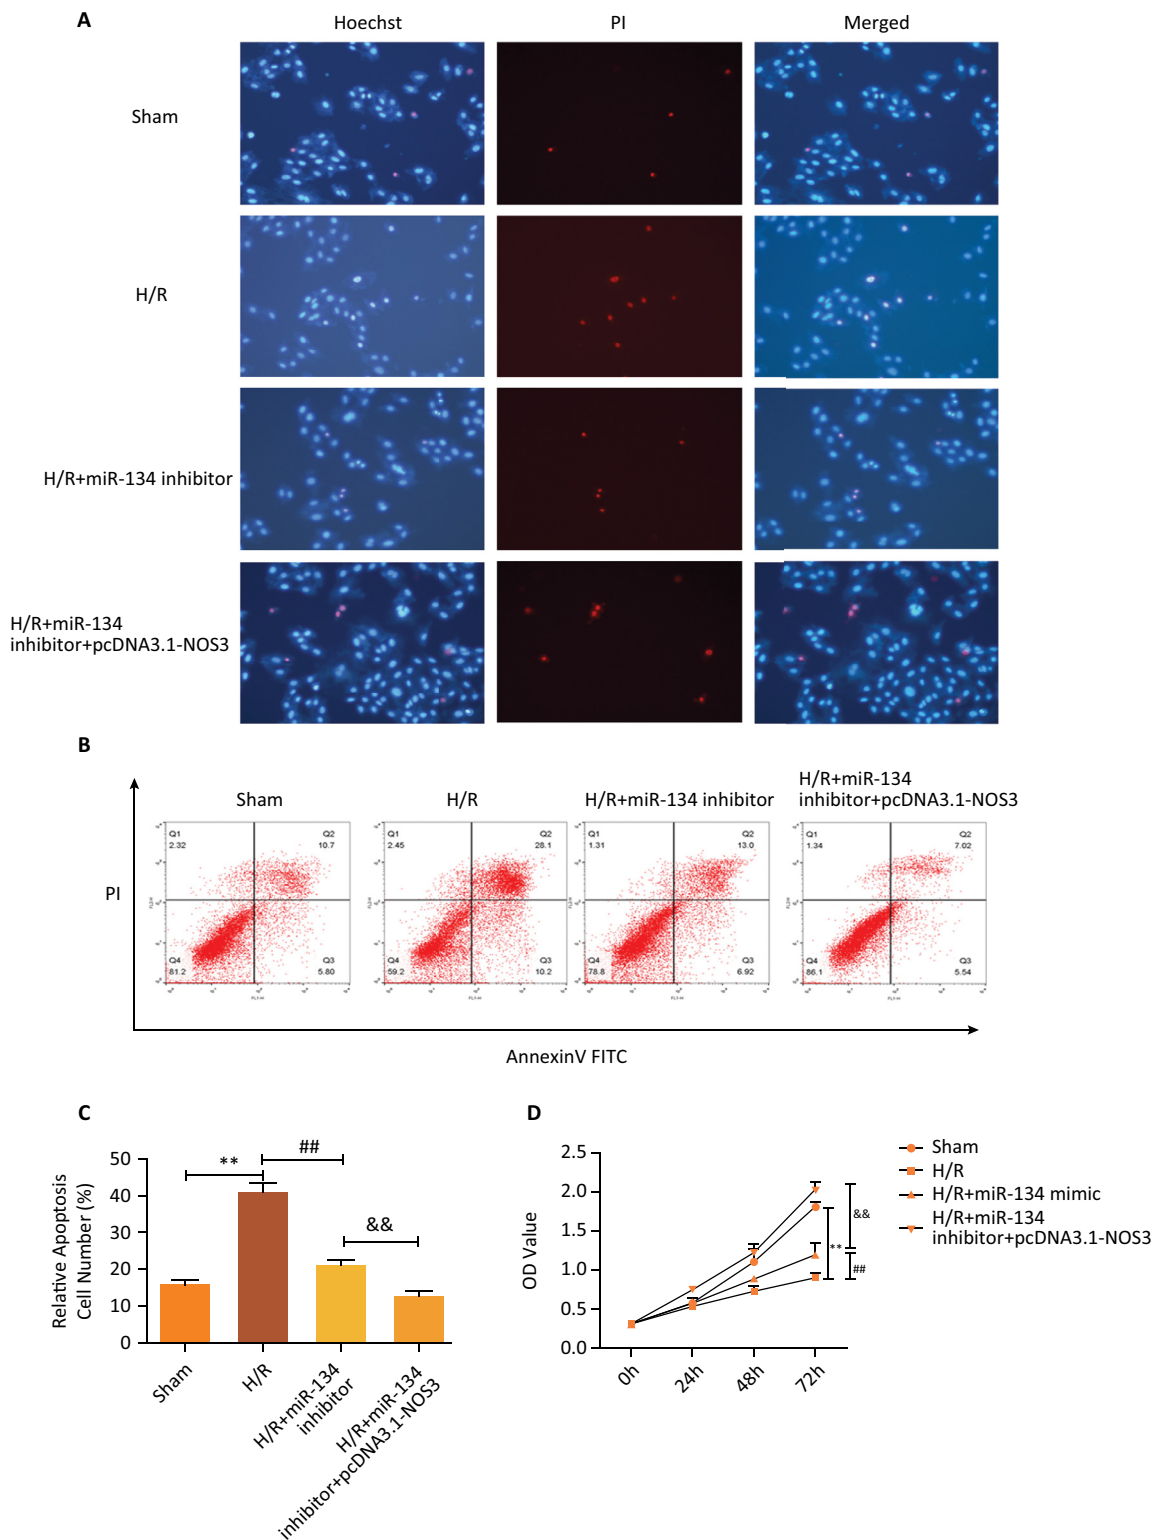 A
Hoechst
PI
Merged
Sham
H/R
H/R+miR-134 inhibitor
H/R+miR-134
inhibitor+pcDNA3.1-NOS3
B
PI
Sham
H/R
H/R+miR-134 inhibitor
H/R+miR-134
inhibitor+pcDNA3.1-NOS3
Q1
2.32
Q2
10.7
Q4
81.2
Q3
5.80
Q1
2.45
Q2
28.1
Q4
59.2
Q3
10.2
Q1
1.31
Q2
13.0
Q4
78.8
Q3
6.92
Q1
1.34
Q2
7.02
Q4
86.1
Q3
5.54
AnnexinV FITC
C
Relative Apoptosis
Cell Number (%)
50
40
30
20
10
0
**
##
&&
Sham
H/R
H/R+miR-134
inhibitor
H/R+miR-134
inhibitor+pcDNA3.1-NOS3
D
OD Value
2.5
2.0
1.5
1.0
0.5
0.0
0h
24h
48h
72h
**
&&
##
Sham
H/R
H/R+miR-134 mimic
H/R+miR-134
inhibitor+pcDNA3.1-NOS3